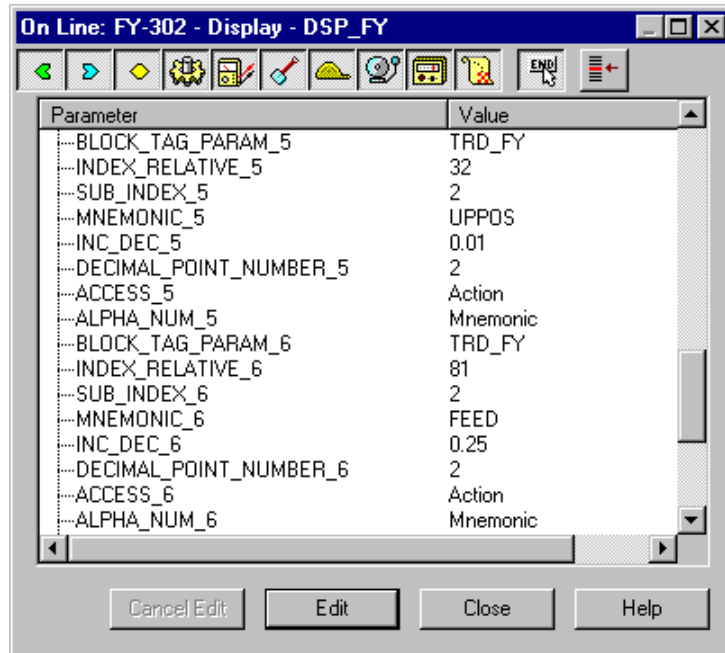 On Line: FY-302 - Display - DSP_FY
END
Parameter Value
BLOCK_TAG_PARAM_5 TRD_FY
INDEX_RELATIVE_5 32
SUB_INDEX_5 2
MNEMONIC_5 UPPOS
INC_DEC_5 0.01
DECIMAL_POINT_NUMBER_5 2
ACCESS_5 Action
ALPHA_NUM_5 Mnemonic
BLOCK_TAG_PARAM_6 TRD_FY
INDEX_RELATIVE_6 81
SUB_INDEX_6 2
MNEMONIC_6 FEED
INC_DEC_6 0.25
DECIMAL_POINT_NUMBER_6 2
ACCESS_6 Action
ALPHA_NUM_6 Mnemonic
Cancel Edit Edit Close Help